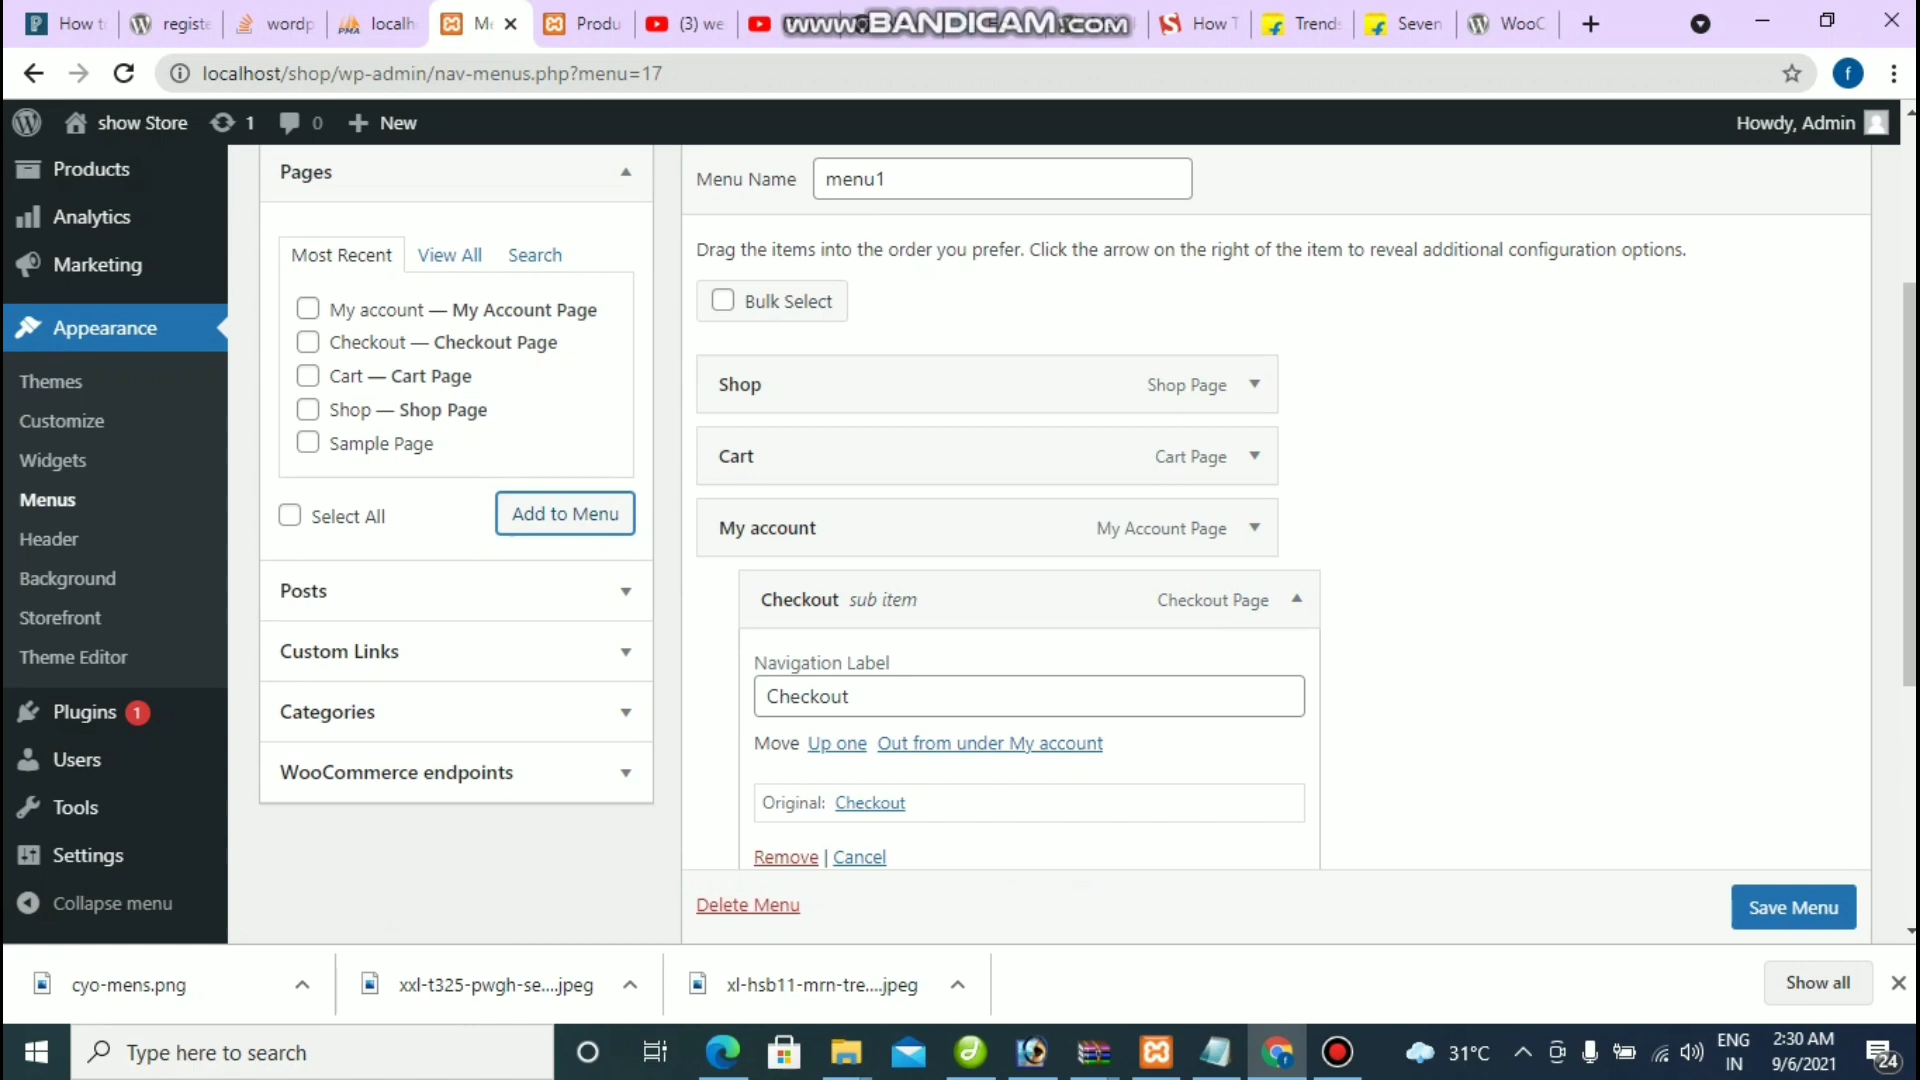 How t
registe
wordp
localh
Me
Produ
(3) we
www.BANDICAM.com
How T
Trends
Seven
WooC
localhost/shop/wp-admin/nav-menus.php?menu=17
f
show Store
1
0
New
Howdy, Admin
Products
Analytics
Marketing
Appearance
Themes
Customize
Widgets
Menus
Header
Background
Storefront
Theme Editor
Plugins 1
Users
Tools
Settings
Collapse menu
Pages
Most Recent View All Search
My account — My Account Page
Checkout — Checkout Page
Cart — Cart Page
Shop — Shop Page
Sample Page
Select All
Add to Menu
Posts
Custom Links
Categories
WooCommerce endpoints
Menu Name menu1
Drag the items into the order you prefer. Click the arrow on the right of the item to reveal additional configuration options.
Bulk Select
Shop Shop Page
Cart Cart Page
My account My Account Page
Checkout sub item Checkout Page
Navigation Label
Checkout
Move Up one Out from under My account
Original: Checkout
Remove | Cancel
Delete Menu
Save Menu
cyo-mens.png
xxl-t325-pwgh-se....jpeg
xl-hsb11-mrn-tre....jpeg
Show all
Type here to search
31°C
ENG
IN
2:30 AM
9/6/2021
24